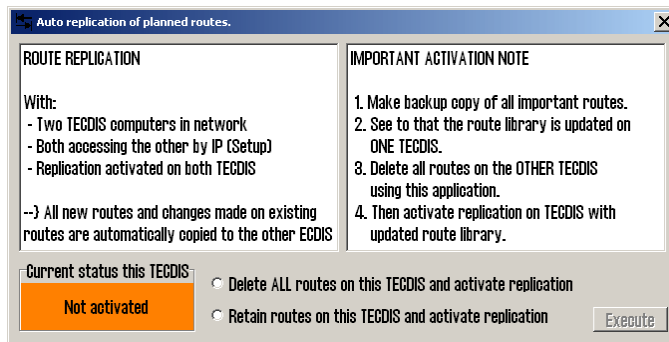 Auto replication of planned routes.
ROUTE REPLICATION
With:
- Two TECDIS computers in network
- Both accessing the other by IP (Setup)
- Replication activated on both TECDIS
--} All new routes and changes made on existing
routes are automatically copied to the other ECDIS
IMPORTANT ACTIVATION NOTE
1. Make backup copy of all important routes.
2. See to that the route library is updated on
ONE TECDIS.
3. Delete all routes on the OTHER TECDIS
using this application.
4. Then activate replication on TECDIS with
updated route library.
Current status this TECDIS
Not activated
Delete ALL routes on this TECDIS and activate replication
Retain routes on this TECDIS and activate replication
Execute